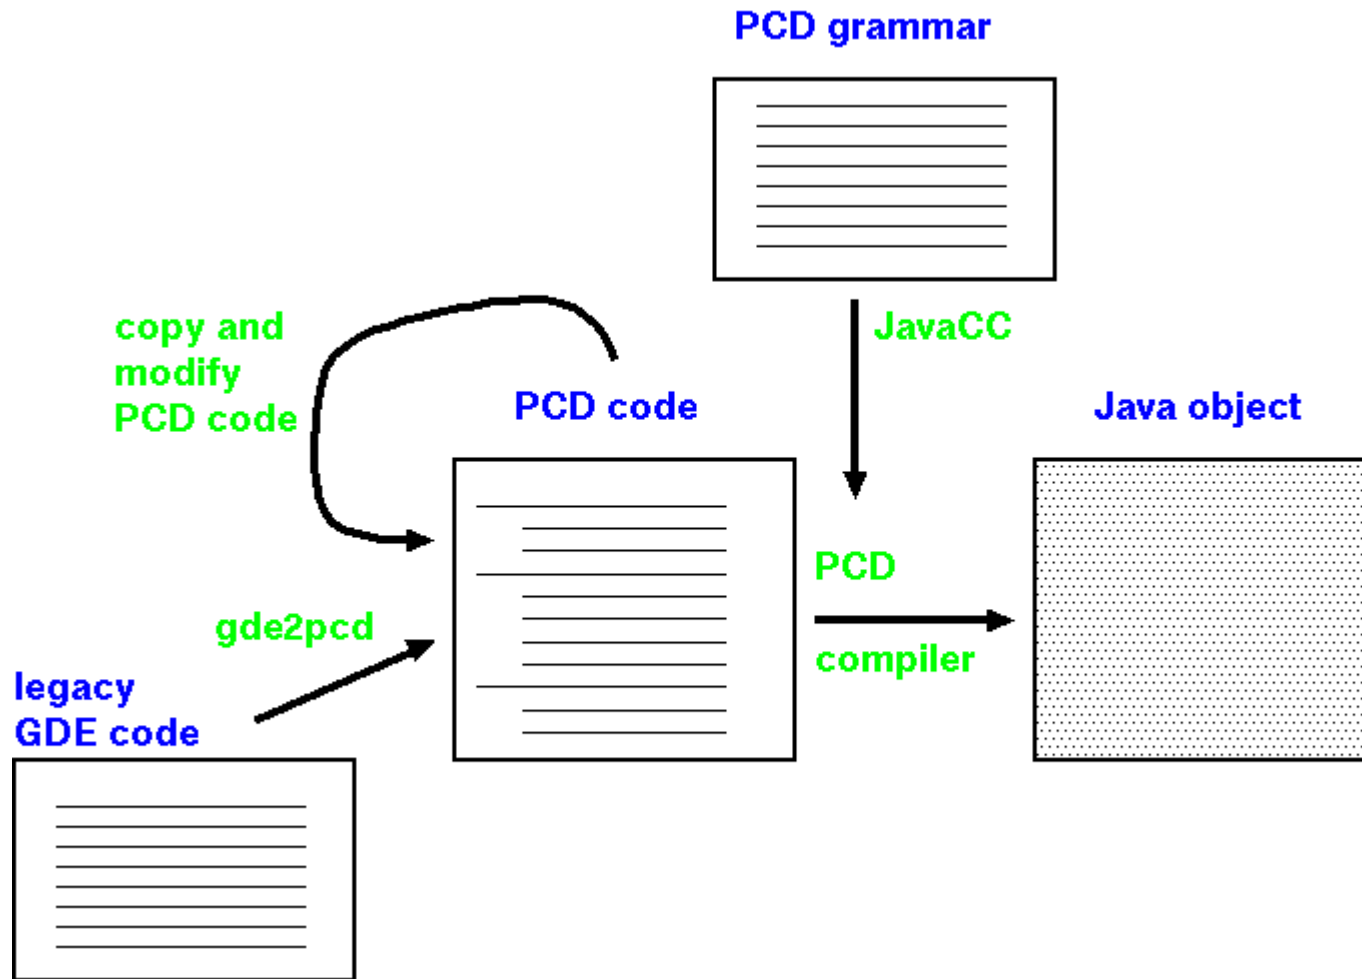 PCD grammar
JavaCC
copy and
modify
PCD code
PCD code
Java object
PCD
compiler
gde2pcd
legacy
GDE code